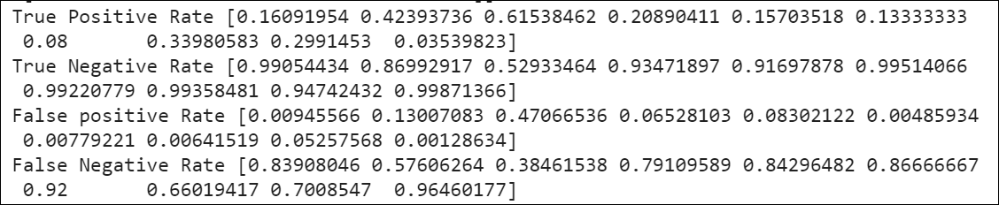 True Positive Rate [0.16091954 0.42393736 0.61538462 0.20890411 0.15703518 0.13333333
 0.08       0.33980583 0.2991453  0.03539823]
True Negative Rate [0.99054434 0.86992917 0.52933464 0.93471897 0.91697878 0.99514066
 0.99220779 0.99358481 0.94742432 0.99871366]
False positive Rate [0.00945566 0.13007083 0.47066536 0.06528103 0.08302122 0.00485934
 0.00779221 0.00641519 0.05257568 0.00128634]
False Negative Rate [0.83908046 0.57606264 0.38461538 0.79109589 0.84296482 0.86666667
 0.92       0.66019417 0.7008547  0.96460177]